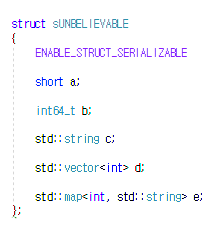 struct sUNBELIEVABLE
{
ENABLE_STRUCT_SERIALIZABLE
short a;
int64_t b;
std::string c;
std::vector<int> d;
std::map<int, std::string> e;
};